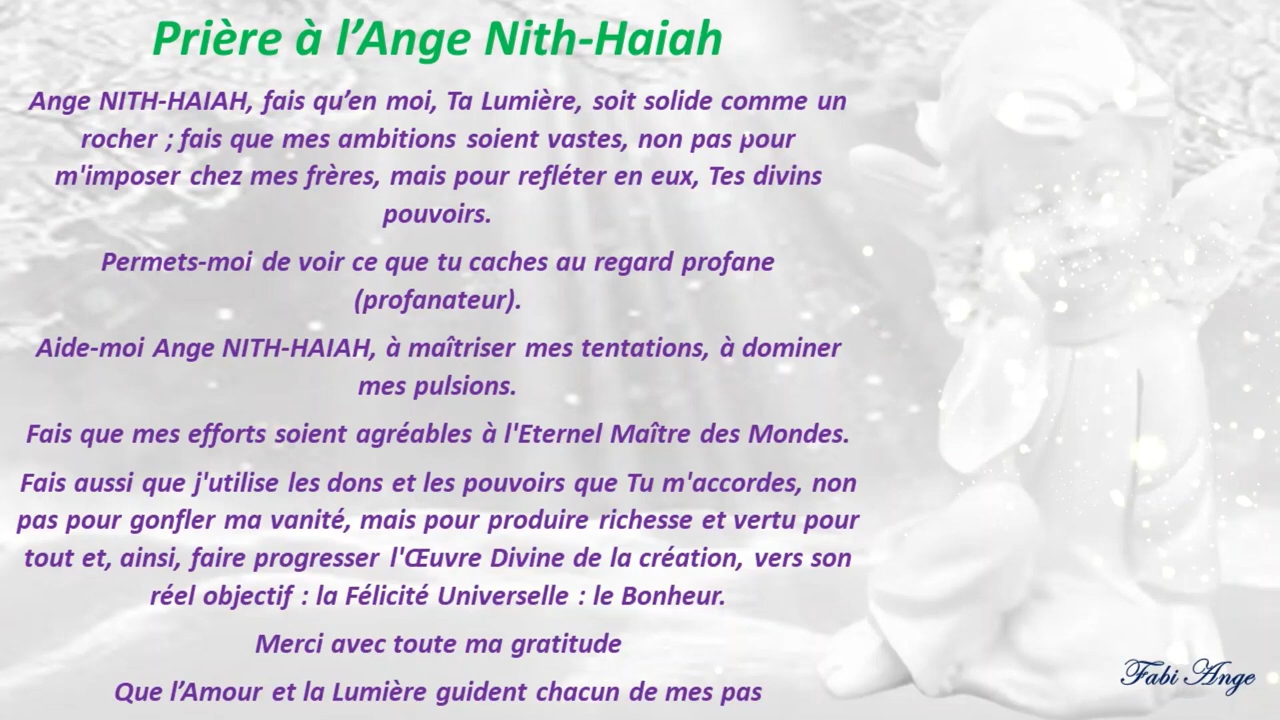 Prière à l’Ange Nith-Haiah
Ange NITH-HAIAH, fais qu’en moi, Ta Lumière, soit solide comme un
rocher ; fais que mes ambitions soient vastes, non pas pour
m'imposer chez mes frères, mais pour refléter en eux, Tes divins
pouvoirs.
Permets-moi de voir ce que tu caches au regard profane
(profanateur).
Aide-moi Ange NITH-HAIAH, à maîtriser mes tentations, à dominer
mes pulsions.
Fais que mes efforts soient agréables à l'Eternel Maître des Mondes.
Fais aussi que j'utilise les dons et les pouvoirs que Tu m'accordes, non
pas pour gonfler ma vanité, mais pour produire richesse et vertu pour
tout et, ainsi, faire progresser l'Œuvre Divine de la création, vers son
réel objectif : la Félicité Universelle : le Bonheur.
Merci avec toute ma gratitude
Que l’Amour et la Lumière guident chacun de mes pas
Fabi Ange